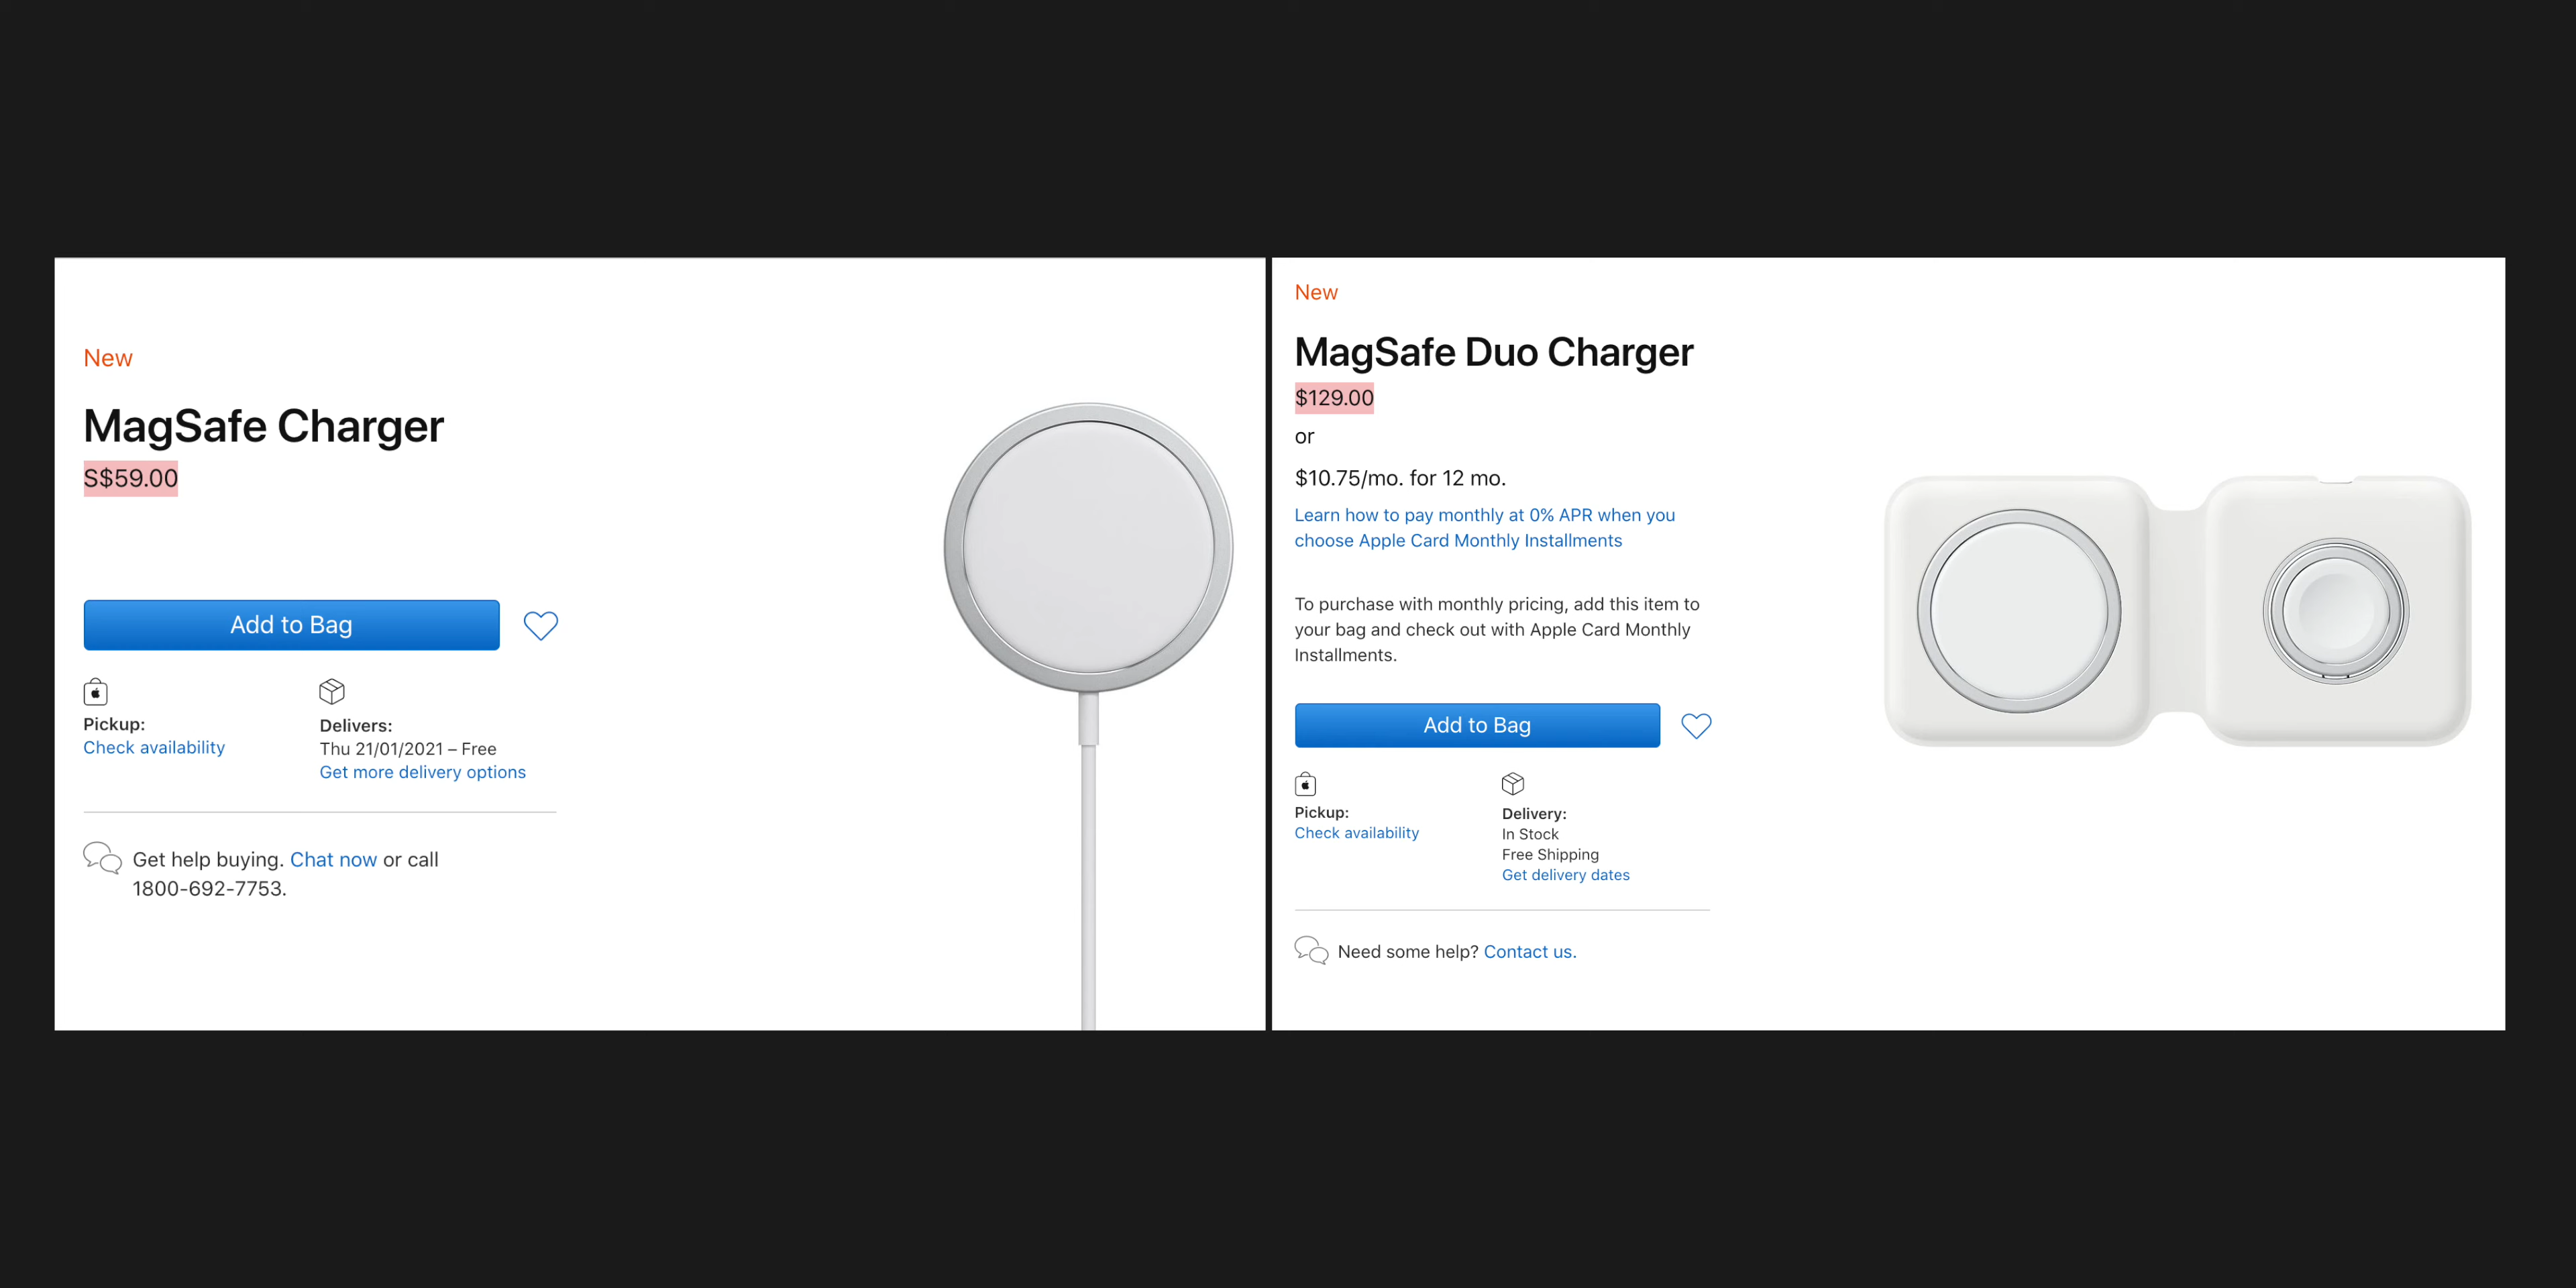 New
MagSafe Charger
S$59.00
Add to Bag
Pickup:
Check availability
Delivers:
Thu 21/01/2021 – Free
Get more delivery options
Get help buying. Chat now or call
1800-692-7753.
New
MagSafe Duo Charger
$129.00
or
$10.75/mo. for 12 mo.
Learn how to pay monthly at 0% APR when you
choose Apple Card Monthly Installments
To purchase with monthly pricing, add this item to
your bag and check out with Apple Card Monthly
Installments.
Add to Bag
Pickup:
Check availability
Delivery:
In Stock
Free Shipping
Get delivery dates
Need some help? Contact us.